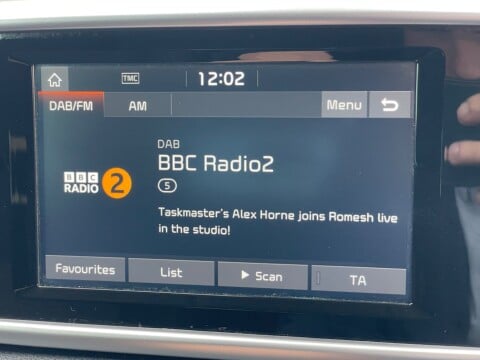 TMC
12:02
DAB/FM
AM
Menu
DAB
BBC Radio2
BBC
RADIO 2
5
Taskmaster's Alex Horne joins Romesh live
in the studio!
Favourites
List
Scan
TA